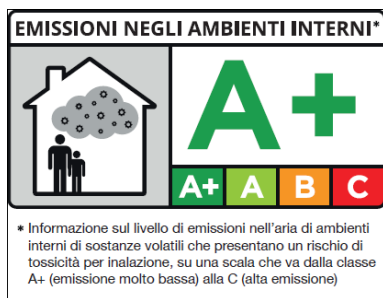 EMISSIONI NEGLI AMBIENTI INTERNI*
A+
A+ A B C
* Informazione sul livello di emissioni nell'aria di ambienti
interni di sostanze volatili che presentano un rischio di
tossicità per inalazione, su una scala che va dalla classe
A+ (emissione molto bassa) alla C (alta emissione)